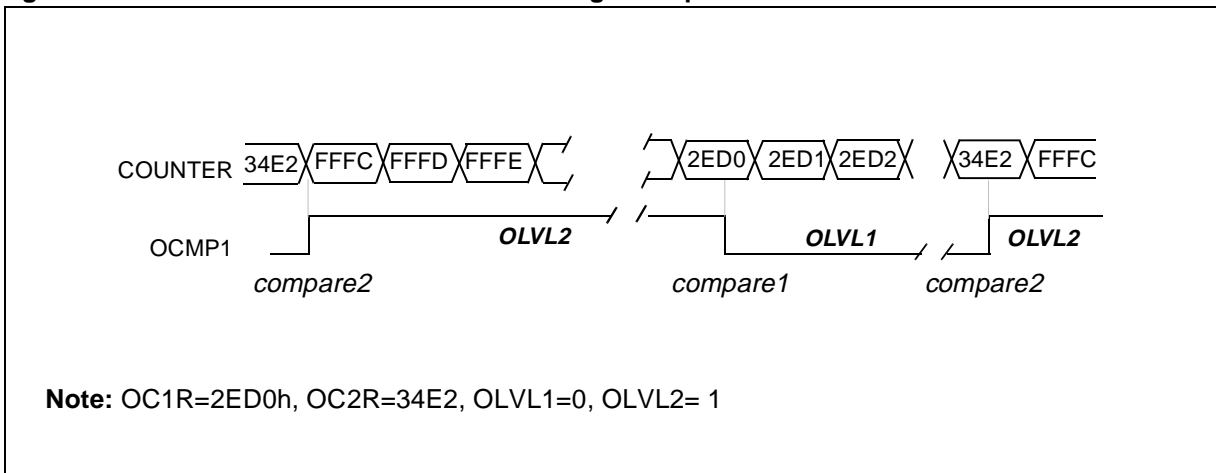 COUNTER 34E2 FFFC FFFD FFFE 2ED0 2ED1 2ED2 34E2 FFFC
OCMP1 OLVL2 OLVL1 OLVL2
compare2 compare1 compare2
Note: OC1R=2ED0h, OC2R=34E2, OLVL1=0, OLVL2= 1